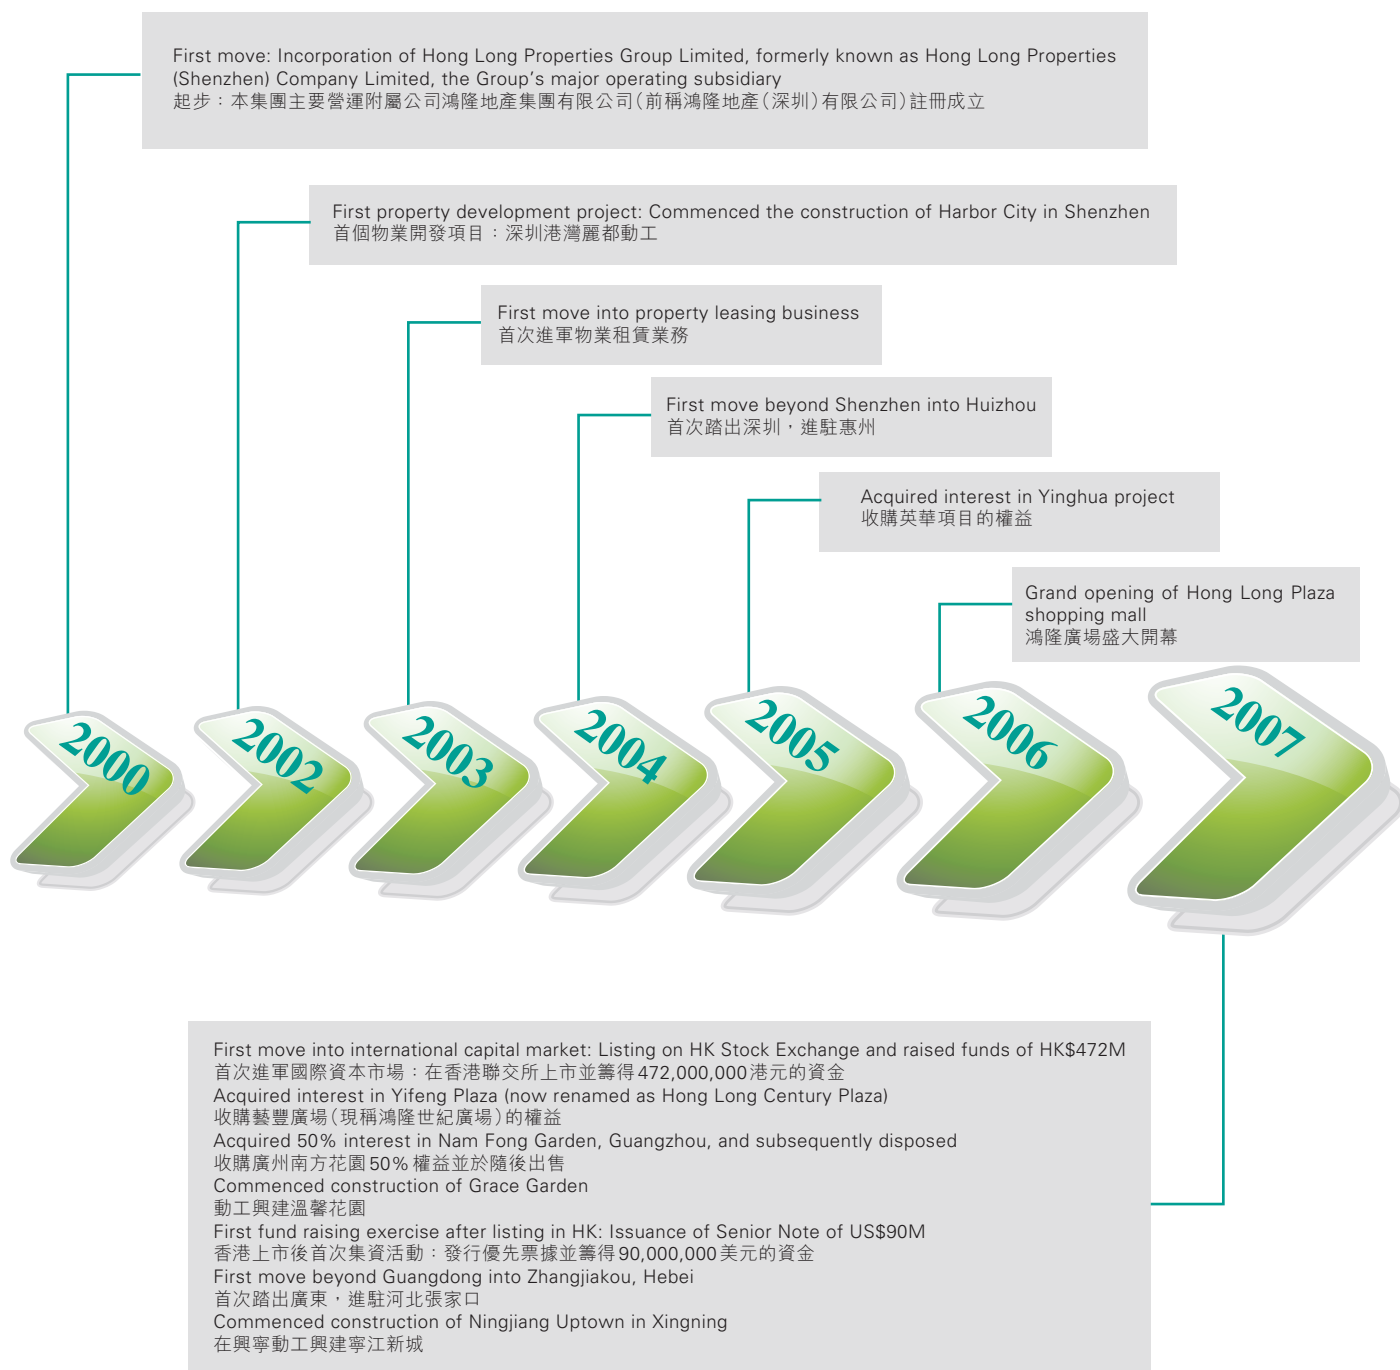 First move: Incorporation of Hong Long Properties Group Limited, formerly known as Hong Long Properties
(Shenzhen) Company Limited, the Group's major operating subsidiary
起步：本集團主要營運附屬公司鴻隆地產集團有限公司（前稱鴻隆地產（深圳）有限公司）註冊成立
First property development project: Commenced the construction of Harbor City in Shenzhen
首個物業開發項目：深圳港灣麗都動工
First move into property leasing business
首次進軍物業租賃業務
First move beyond Shenzhen into Huizhou
首次踏出深圳，進駐惠州
Acquired interest in Yinghua project
收購英華項目的權益
Grand opening of Hong Long Plaza
shopping mall
鴻隆廣場盛大開幕
2000
2002
2003
2004
2005
2006
2007
First move into international capital market: Listing on HK Stock Exchange and raised funds of HK$472M
首次進軍國際資本市場：在香港聯交所上市並籌得472,000,000港元的資金
Acquired interest in Yifeng Plaza (now renamed as Hong Long Century Plaza)
收購藝豐廣場（現稱鴻隆世紀廣場）的權益
Acquired 50% interest in Nam Fong Garden, Guangzhou, and subsequently disposed
收購廣州南方花園50%權益並於隨後出售
Commenced construction of Grace Garden
動工興建溫馨花園
First fund raising exercise after listing in HK: Issuance of Senior Note of US$90M
香港上市後首次集資活動：發行優先票據並籌得90,000,000美元的資金
First move beyond Guangdong into Zhangjiakou, Hebei
首次踏出廣東，進駐河北張家口
Commenced construction of Ningjiang Uptown in Xingning
在興寧動工興建寧江新城